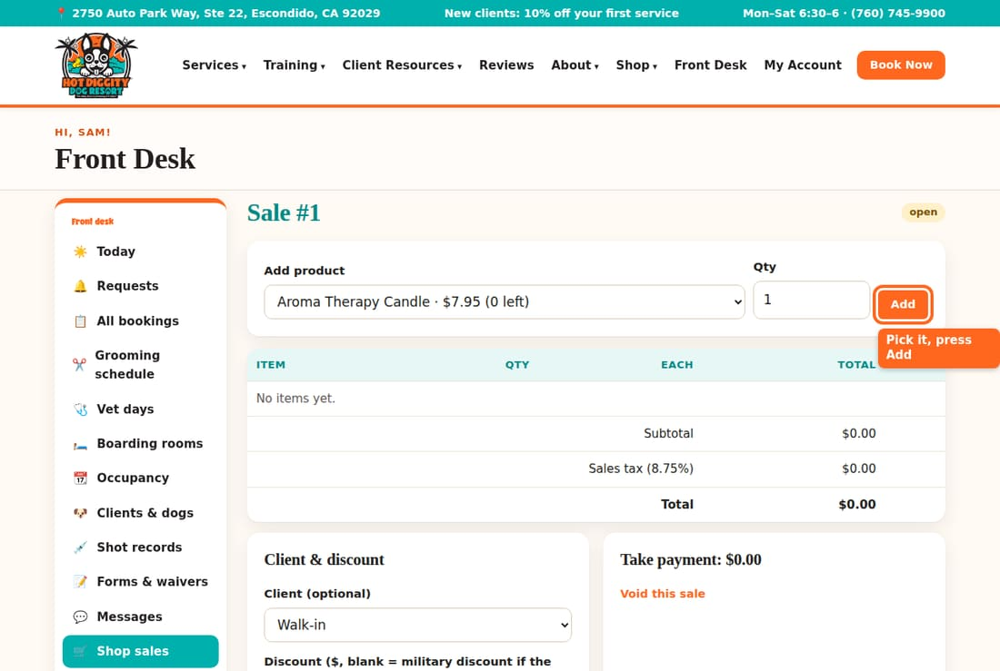 📍 2750 Auto Park Way, Ste 22, Escondido, CA 92029
New clients: 10% off your first service
Mon–Sat 6:30–6 · (760) 745-9900
HOT DIGGITY
DOG RESORT
Services ▾
Training ▾
Client Resources ▾
Reviews
About ▾
Shop ▾
Front Desk
My Account
Book Now
HI, SAM!
Front Desk
Front desk
☀️ Today
🔔 Requests
📋 All bookings
✂️ Grooming
schedule
🩺 Vet days
🛏️ Boarding rooms
📆 Occupancy
🐶 Clients & dogs
💉 Shot records
📝 Forms & waivers
💬 Messages
🛒 Shop sales
Sale #1
open
Add product
Qty
Aroma Therapy Candle · $7.95 (0 left)
1
Add
Pick it, press
Add
ITEM QTY EACH TOTAL
No items yet.
Subtotal $0.00
Sales tax (8.75%) $0.00
Total $0.00
Client & discount
Client (optional)
Walk-in
Discount ($, blank = military discount if the
Take payment: $0.00
Void this sale